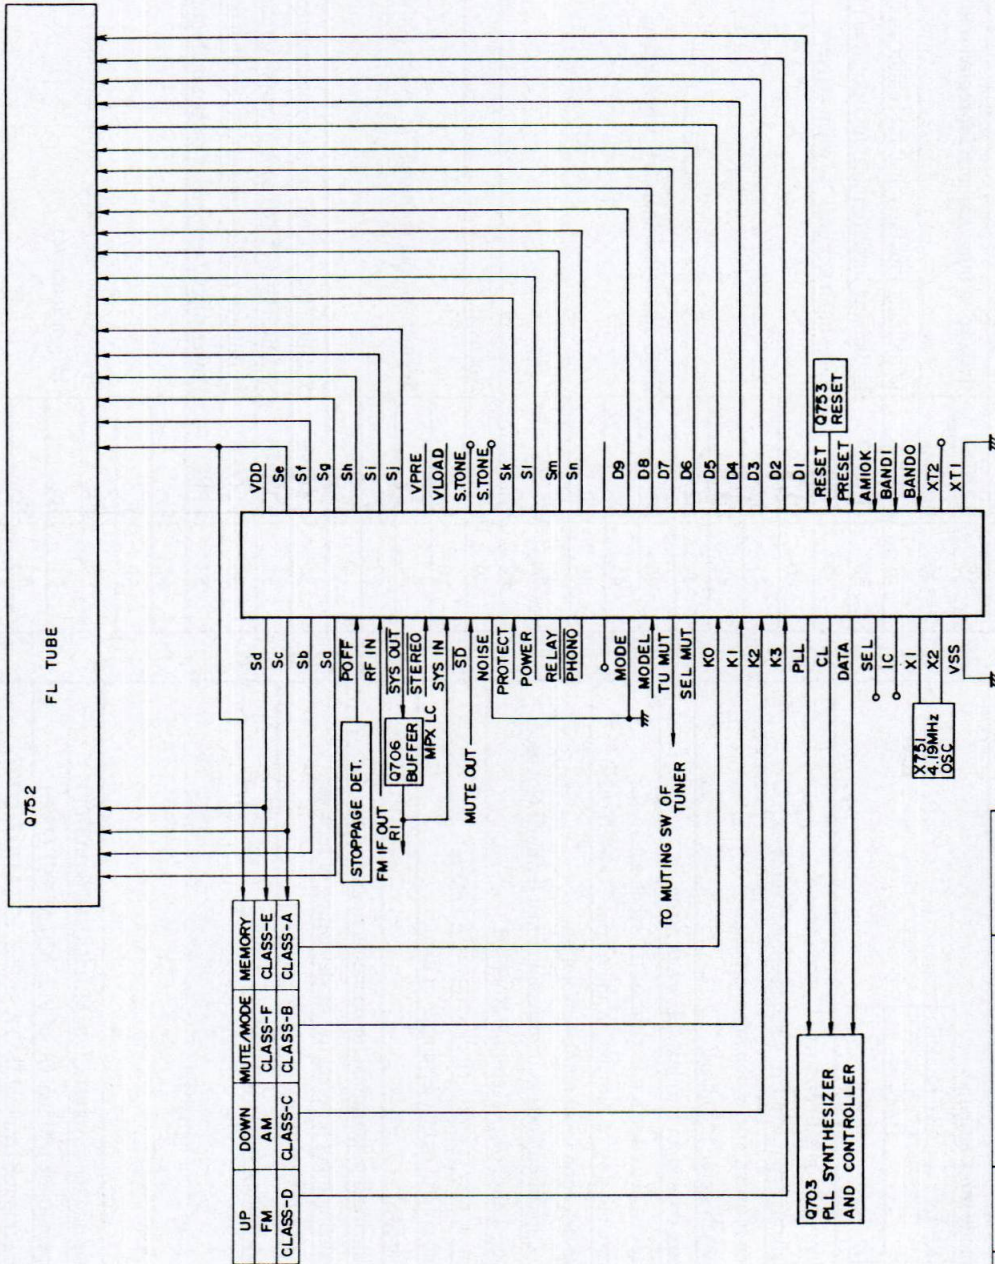 Q752
FL TUBE
VDD
Se
Sf
Sg
Sh
Si
Sj
VPRE
VLOAD
S.TONE
S.TONE
Sk
Sl
Sm
Sn
D9
D8
D7
D6
D5
D4
D3
D2
D1
RESET
PRESET
AMIOK
BAND1
BAND0
XT2
XT1
Q753
RESET
Sd
Sc
Sb
Sa
POFF
RF IN
SYS OUT
STEREO
SYS IN
SD
NOISE
PROTECT
POWER
RELAY
PHONO
MODE
MODEL
TU MUT
SEL MUT
K0
K1
K2
K3
PLL
CL
DATA
SEL
IC
X1
X2
VSS
STOPPAGE DET.
FM IF OUT
RI
Q706
BUFFER
MPX LC
MUTE OUT
TO MUTING SW OF
TUNER
X751
4.19MHz
OSC
UP DOWN MUTE/MODE MEMORY
FM AM CLASS-F CLASS-E
CLASS-D CLASS-C CLASS-B CLASS-A
Q703
PLL SYNTHESIZER
AND CONTROLLER